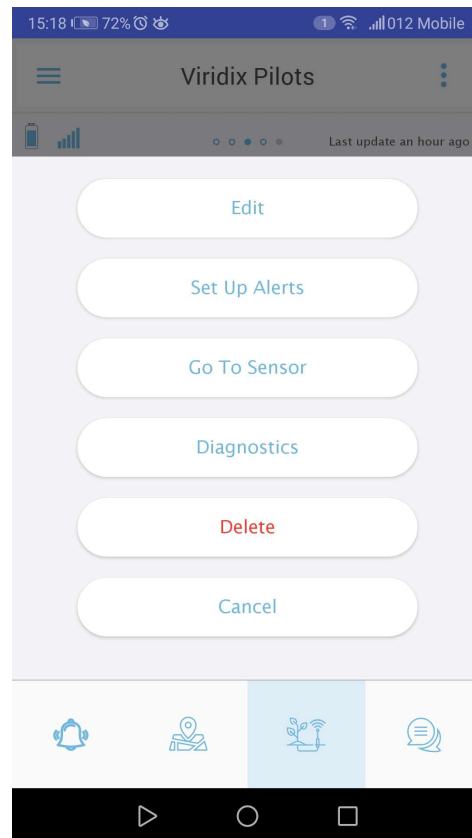 15:18 72% 1 012 Mobile
Viridix Pilots
Last update an hour ago
Edit
Set Up Alerts
Go To Sensor
Diagnostics
Delete
Cancel